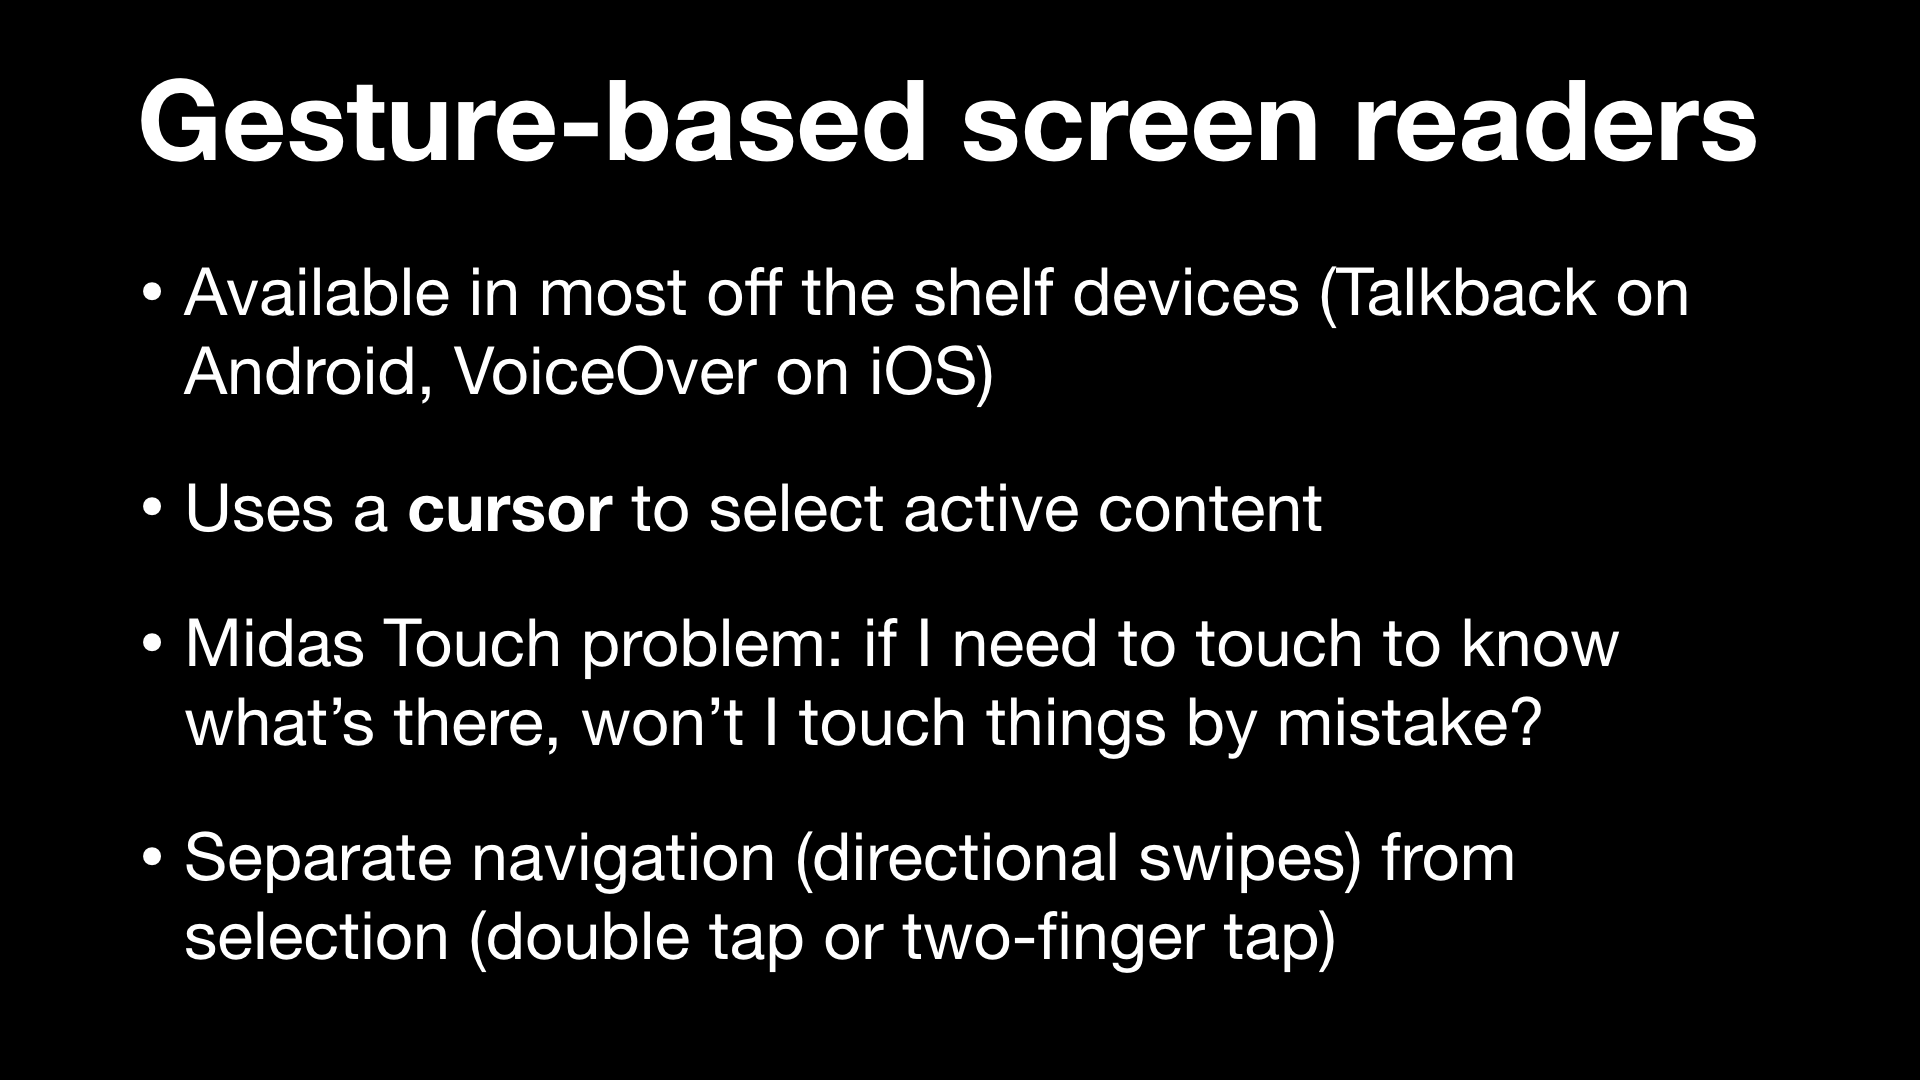 Gesture-based screen readers
• Available in most off the shelf devices (Talkback on
Android, VoiceOver on iOS)
• Uses a cursor to select active content
• Midas Touch problem: if I need to touch to know
what’s there, won’t I touch things by mistake?
• Separate navigation (directional swipes) from
selection (double tap or two-finger tap)